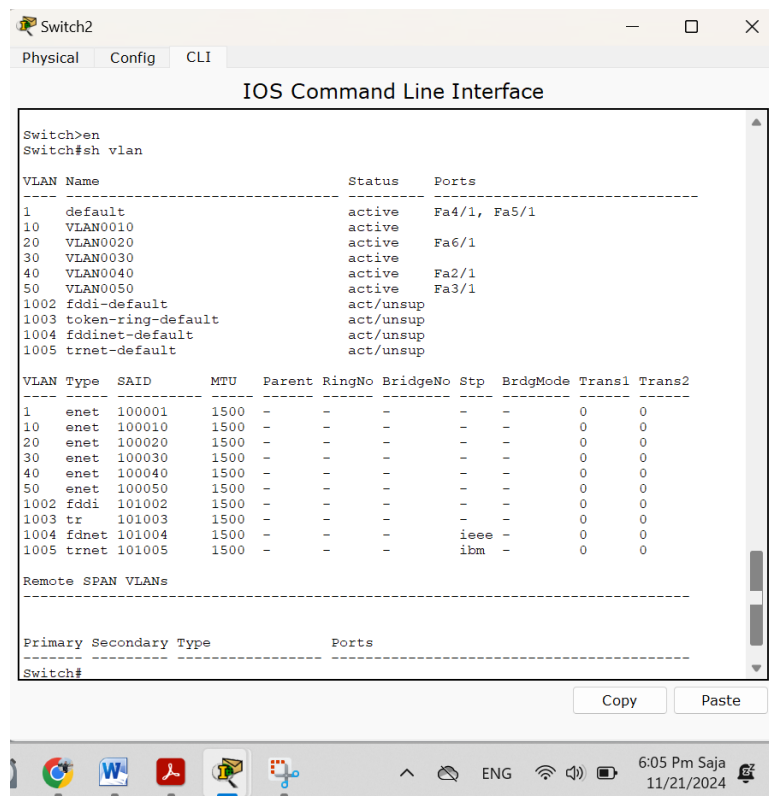 Switch2
Physical Config CLI
IOS Command Line Interface
Switch>en
Switch#sh vlan
VLAN Name Status Ports
---- -------------------------------- --------- -------------------------------
1 default active Fa4/1, Fa5/1
10 VLAN0010 active
20 VLAN0020 active Fa6/1
30 VLAN0030 active
40 VLAN0040 active Fa2/1
50 VLAN0050 active Fa3/1
1002 fddi-default act/unsup
1003 token-ring-default act/unsup
1004 fddinet-default act/unsup
1005 trnet-default act/unsup
VLAN Type SAID MTU Parent RingNo BridgeNo Stp BrdgMode Trans1 Trans2
---- ----- ---------- ----- ------ ------ -------- ---- -------- ------ ------
1 enet 100001 1500 - - - - - 0 0
10 enet 100010 1500 - - - - - 0 0
20 enet 100020 1500 - - - - - 0 0
30 enet 100030 1500 - - - - - 0 0
40 enet 100040 1500 - - - - - 0 0
50 enet 100050 1500 - - - - - 0 0
1002 fddi 101002 1500 - - - - - 0 0
1003 tr 101003 1500 - - - - - 0 0
1004 fdnet 101004 1500 - - - ieee - 0 0
1005 trnet 101005 1500 - - - ibm - 0 0
Remote SPAN VLANs
------------------------------------------------------------------------------
Primary Secondary Type Ports
------- --------- ----------------- ------------------------------------------
Switch#
Copy Paste
ENG 6:05 Pm Saja
11/21/2024